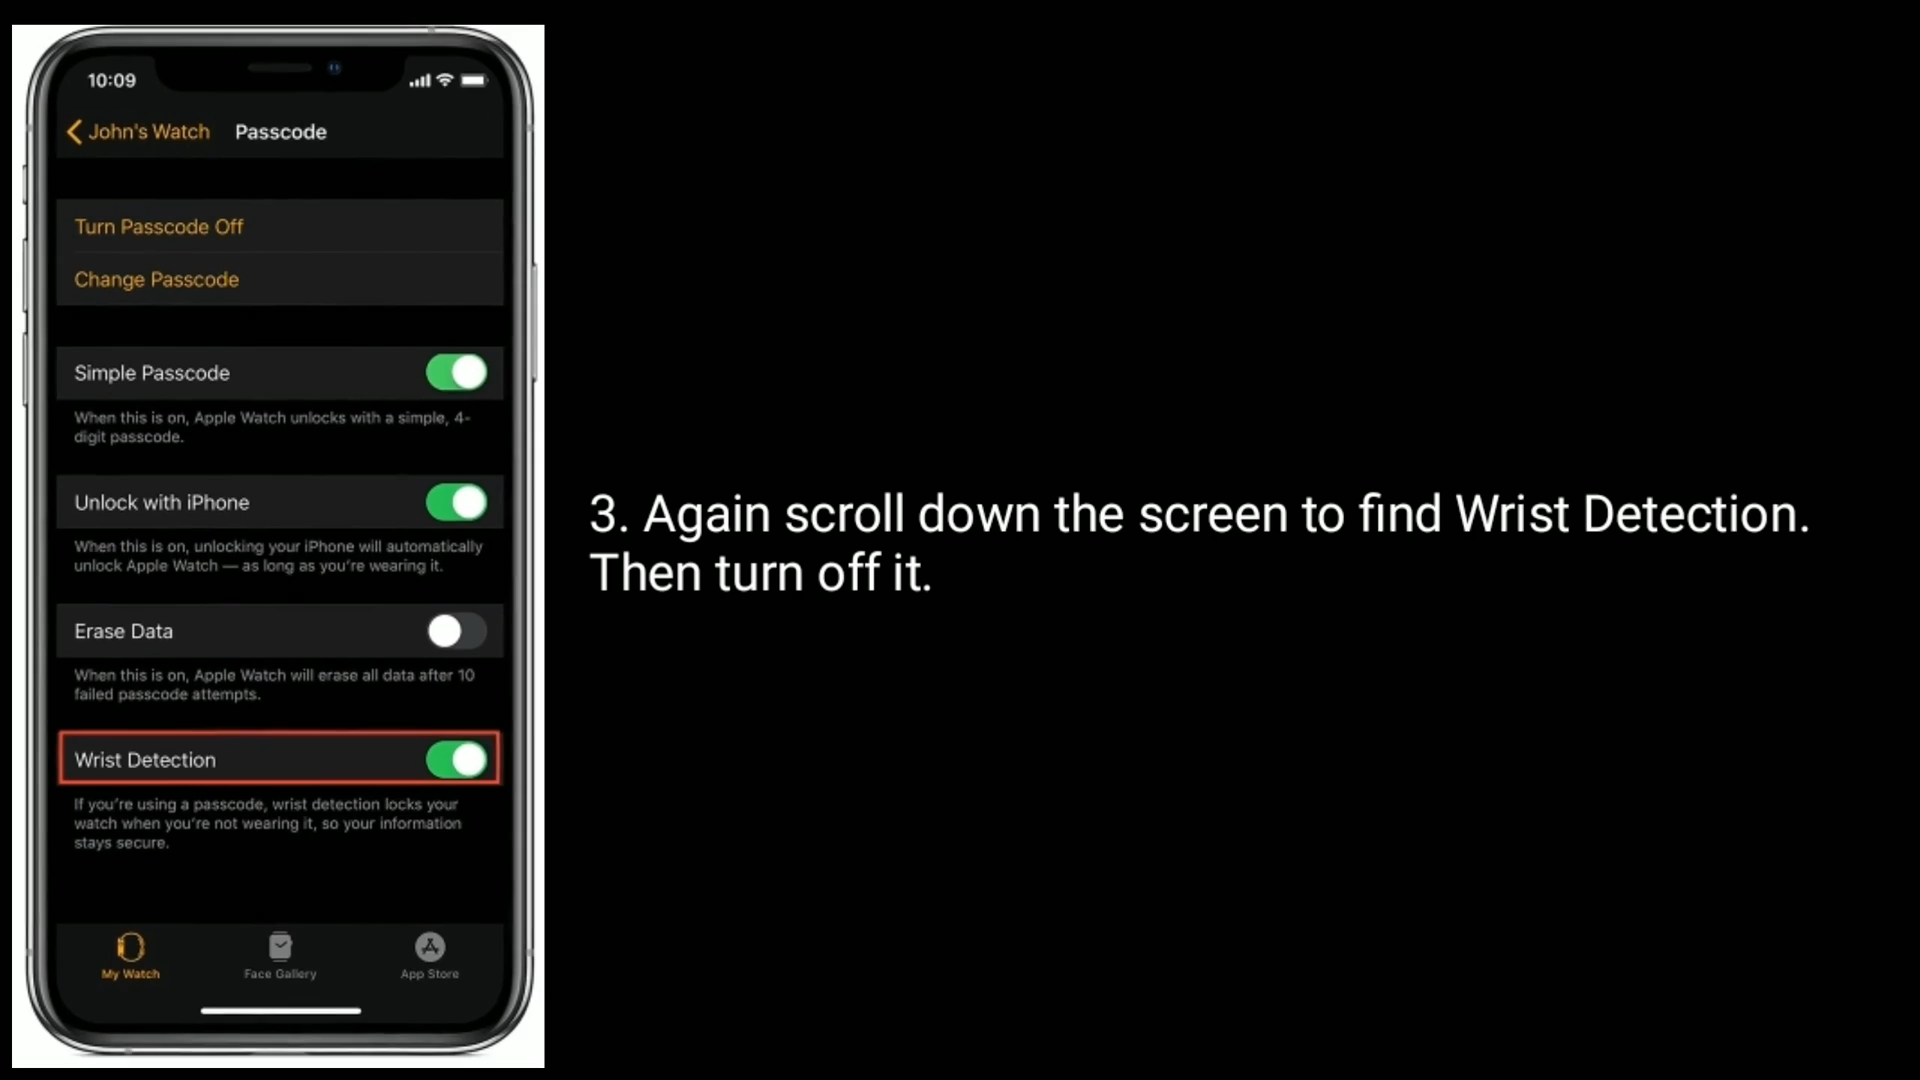 10:09
John's Watch Passcode
Turn Passcode Off
Change Passcode
Simple Passcode
When this is on, Apple Watch unlocks with a simple, 4-
digit passcode.
Unlock with iPhone
When this is on, unlocking your iPhone will automatically
unlock Apple Watch — as long as you're wearing it.
Erase Data
When this is on, Apple Watch will erase all data after 10
failed passcode attempts.
Wrist Detection
If you're using a passcode, wrist detection locks your
watch when you're not wearing it, so your information
stays secure.
My Watch Face Gallery App Store
3. Again scroll down the screen to find Wrist Detection.
Then turn off it.